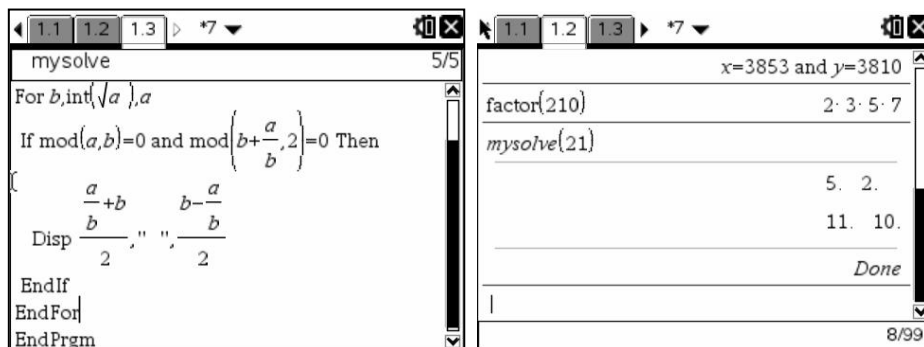 1.1 1.2 1.3 *7
mysolve 5/5
For b,int(√a ),a
If mod(a,b)=0 and mod(b+a/b,2)=0 Then
Disp (a/b+b)/2,"  ",(b-a/b)/2
EndIf
EndFor
EndPrgm
1.1 1.2 1.3 *7
x=3853 and y=3810
factor(210) 2·3·5·7
mysolve(21)
5. 2.
11. 10.
Done
8/99